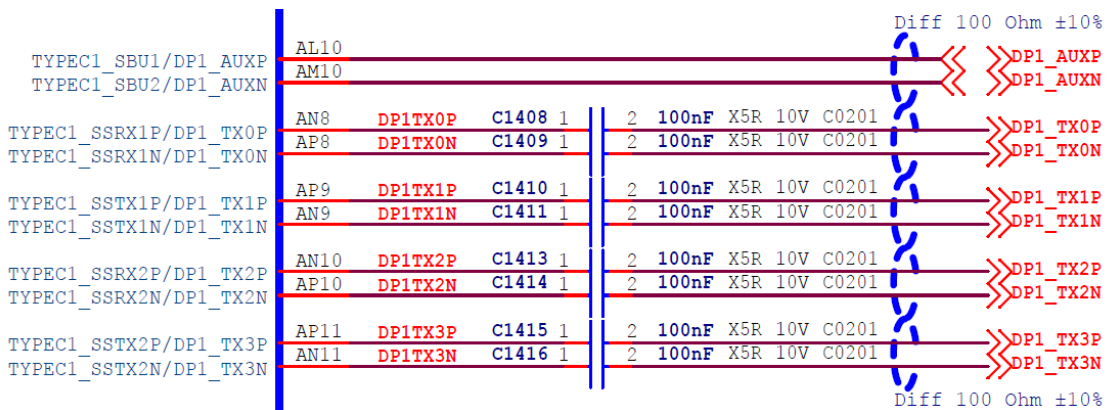 Diff 100 Ohm ±10%
TYPEC1_SBU1/DP1_AUXP AL10 DP1_AUXP
TYPEC1_SBU2/DP1_AUXN AM10 DP1_AUXN
TYPEC1_SSRX1P/DP1_TX0P AN8 DP1TX0P C1408 1 2 100nF X5R 10V C0201 DP1_TX0P
TYPEC1_SSRX1N/DP1_TX0N AP8 DP1TX0N C1409 1 2 100nF X5R 10V C0201 DP1_TX0N
TYPEC1_SSTX1P/DP1_TX1P AP9 DP1TX1P C1410 1 2 100nF X5R 10V C0201 DP1_TX1P
TYPEC1_SSTX1N/DP1_TX1N AN9 DP1TX1N C1411 1 2 100nF X5R 10V C0201 DP1_TX1N
TYPEC1_SSRX2P/DP1_TX2P AN10 DP1TX2P C1413 1 2 100nF X5R 10V C0201 DP1_TX2P
TYPEC1_SSRX2N/DP1_TX2N AP10 DP1TX2N C1414 1 2 100nF X5R 10V C0201 DP1_TX2N
TYPEC1_SSTX2P/DP1_TX3P AP11 DP1TX3P C1415 1 2 100nF X5R 10V C0201 DP1_TX3P
TYPEC1_SSTX2N/DP1_TX3N AN11 DP1TX3N C1416 1 2 100nF X5R 10V C0201 DP1_TX3N
Diff 100 Ohm ±10%